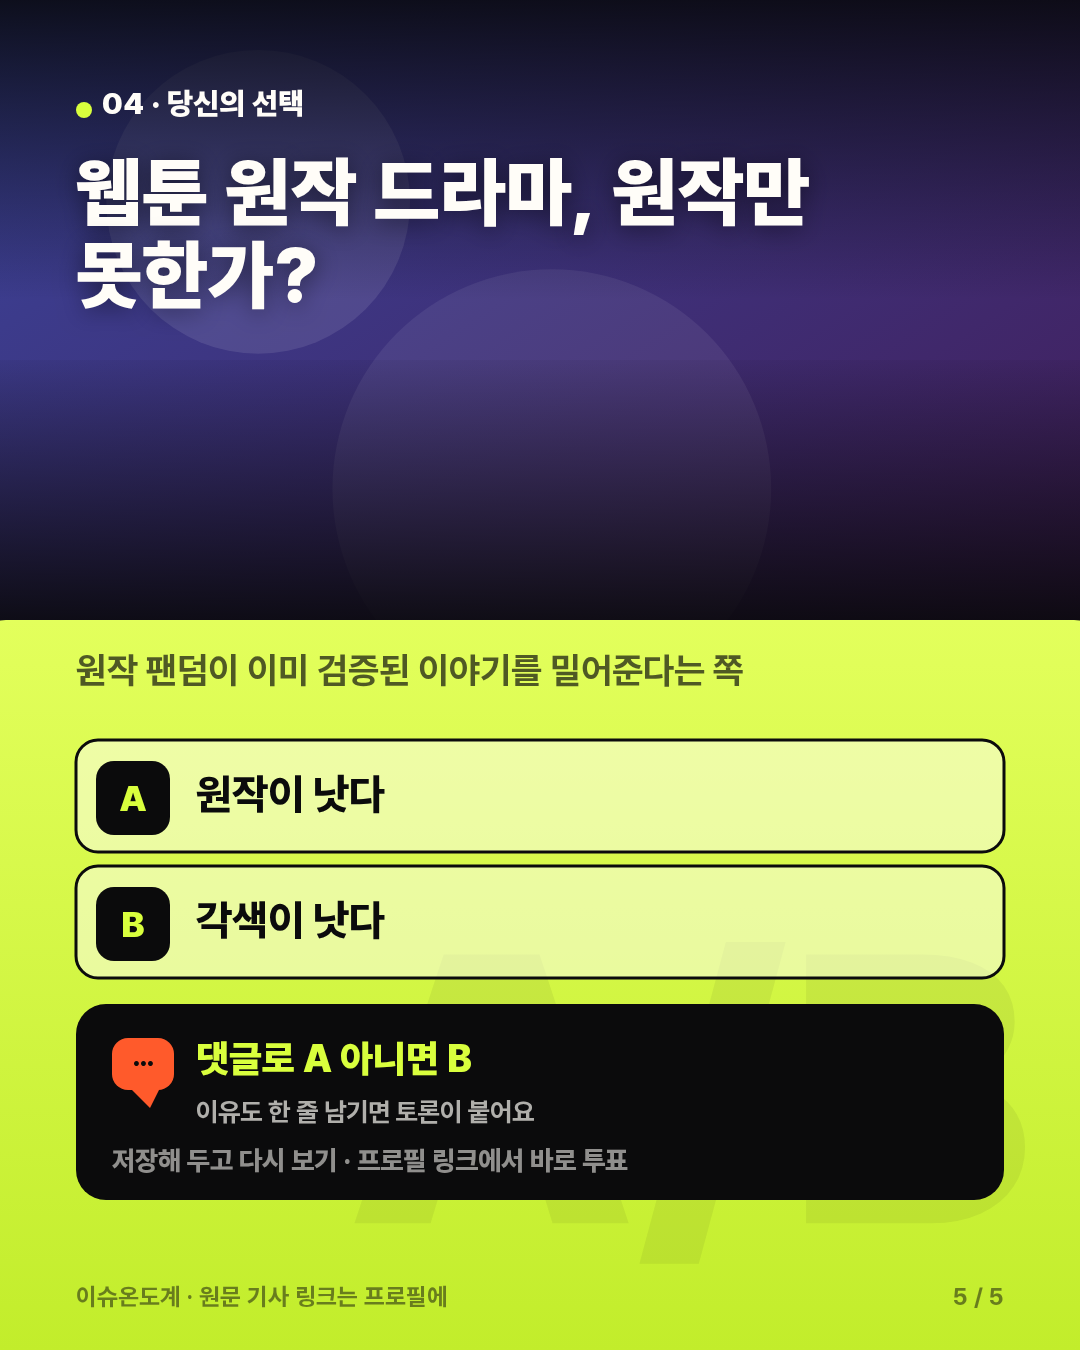 04 · 당신의 선택
웹툰 원작 드라마, 원작만
못한가?
원작 팬덤이 이미 검증된 이야기를 밀어준다는 쪽
A 원작이 낫다
B 각색이 낫다
A/B
댓글로 A 아니면 B
이유도 한 줄 남기면 토론이 붙어요
저장해 두고 다시 보기 · 프로필 링크에서 바로 투표
이슈온도계 · 원문 기사 링크는 프로필에
5 / 5